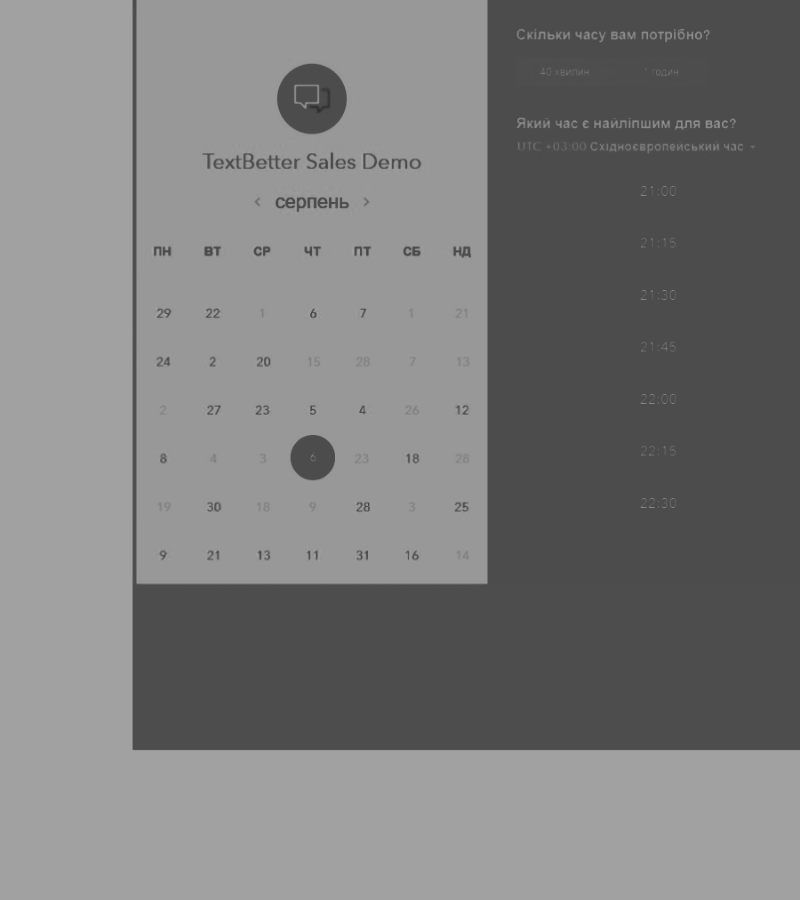 TextBetter Sales Demo
‹ серпень ›
ПН ВТ СР ЧТ ПТ СБ НД
29 22 1 6 7 1 21
24 2 20 15 28 7 13
2 27 23 5 4 26 12
8 4 3 6 23 18 28
19 30 18 9 28 3 25
9 21 13 11 31 16 14
Скільки часу вам потрібно?
40 хвилин 1 годин
Який час є найліпшим для вас?
UTC +03:00 Східноєвропейський час
21:00
21:15
21:30
21:45
22:00
22:15
22:30